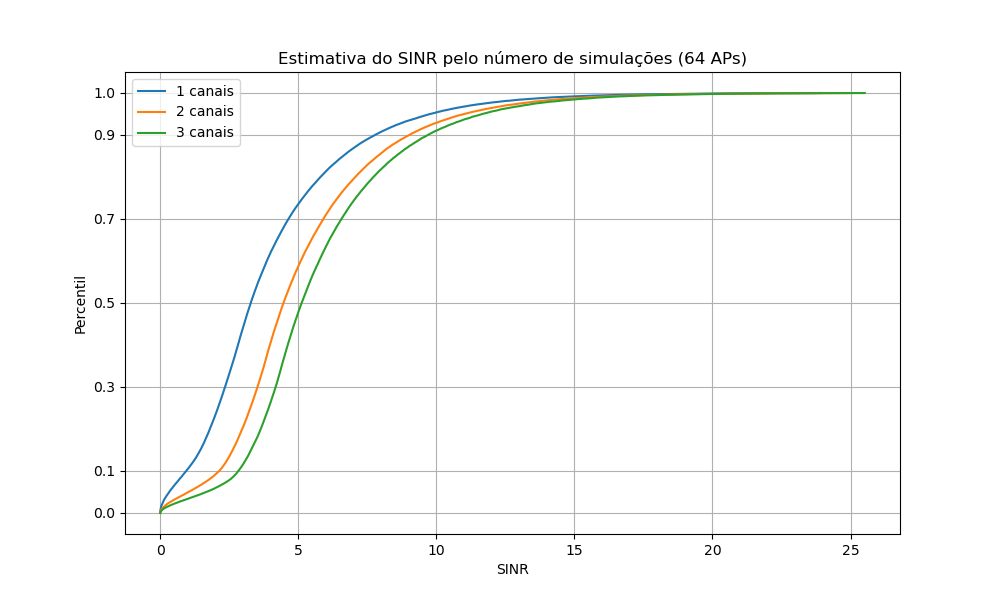 Estimativa do SINR pelo número de simulações (64 APs)
1 canais
2 canais
3 canais
1.0
0.9
0.7
0.5
0.3
0.1
0.0
Percentil
0 5 10 15 20 25
SINR